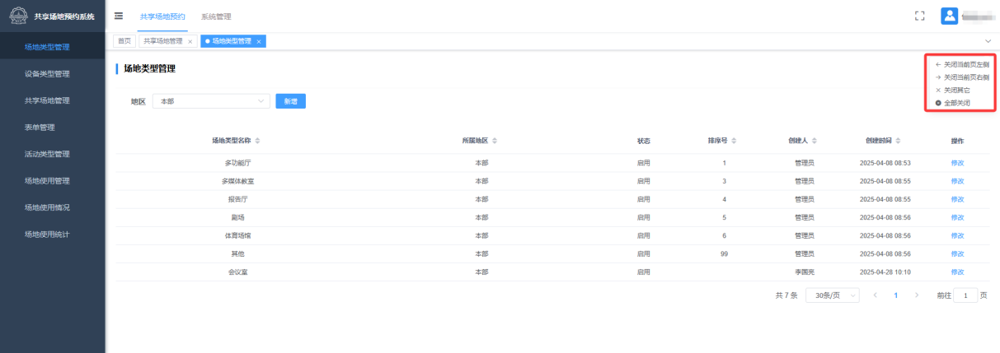 共享场地预约系统
共享场地预约 系统管理
首页 共享场地管理 × 场地类型管理 ×
场地类型管理
设备类型管理
共享场地管理
表单管理
活动类型管理
场地使用管理
场地使用情况
场地使用统计
场地类型管理
← 关闭当前页左侧
→ 关闭当前页右侧
× 关闭其它
全部关闭
地区 本部 新增
场地类型名称 所属地区 状态 排序号 创建人 创建时间 操作
多功能厅 本部 启用 1 管理员 2025-04-08 08:53 修改
多媒体教室 本部 启用 3 管理员 2025-04-08 08:55 修改
报告厅 本部 启用 4 管理员 2025-04-08 08:55 修改
剧场 本部 启用 5 管理员 2025-04-08 08:56 修改
体育场馆 本部 启用 6 管理员 2025-04-08 08:56 修改
其他 本部 启用 99 管理员 2025-04-08 08:56 修改
会议室 本部 启用 李国亮 2025-04-28 10:10 修改
共 7 条 30条/页 < 1 > 前往 1 页